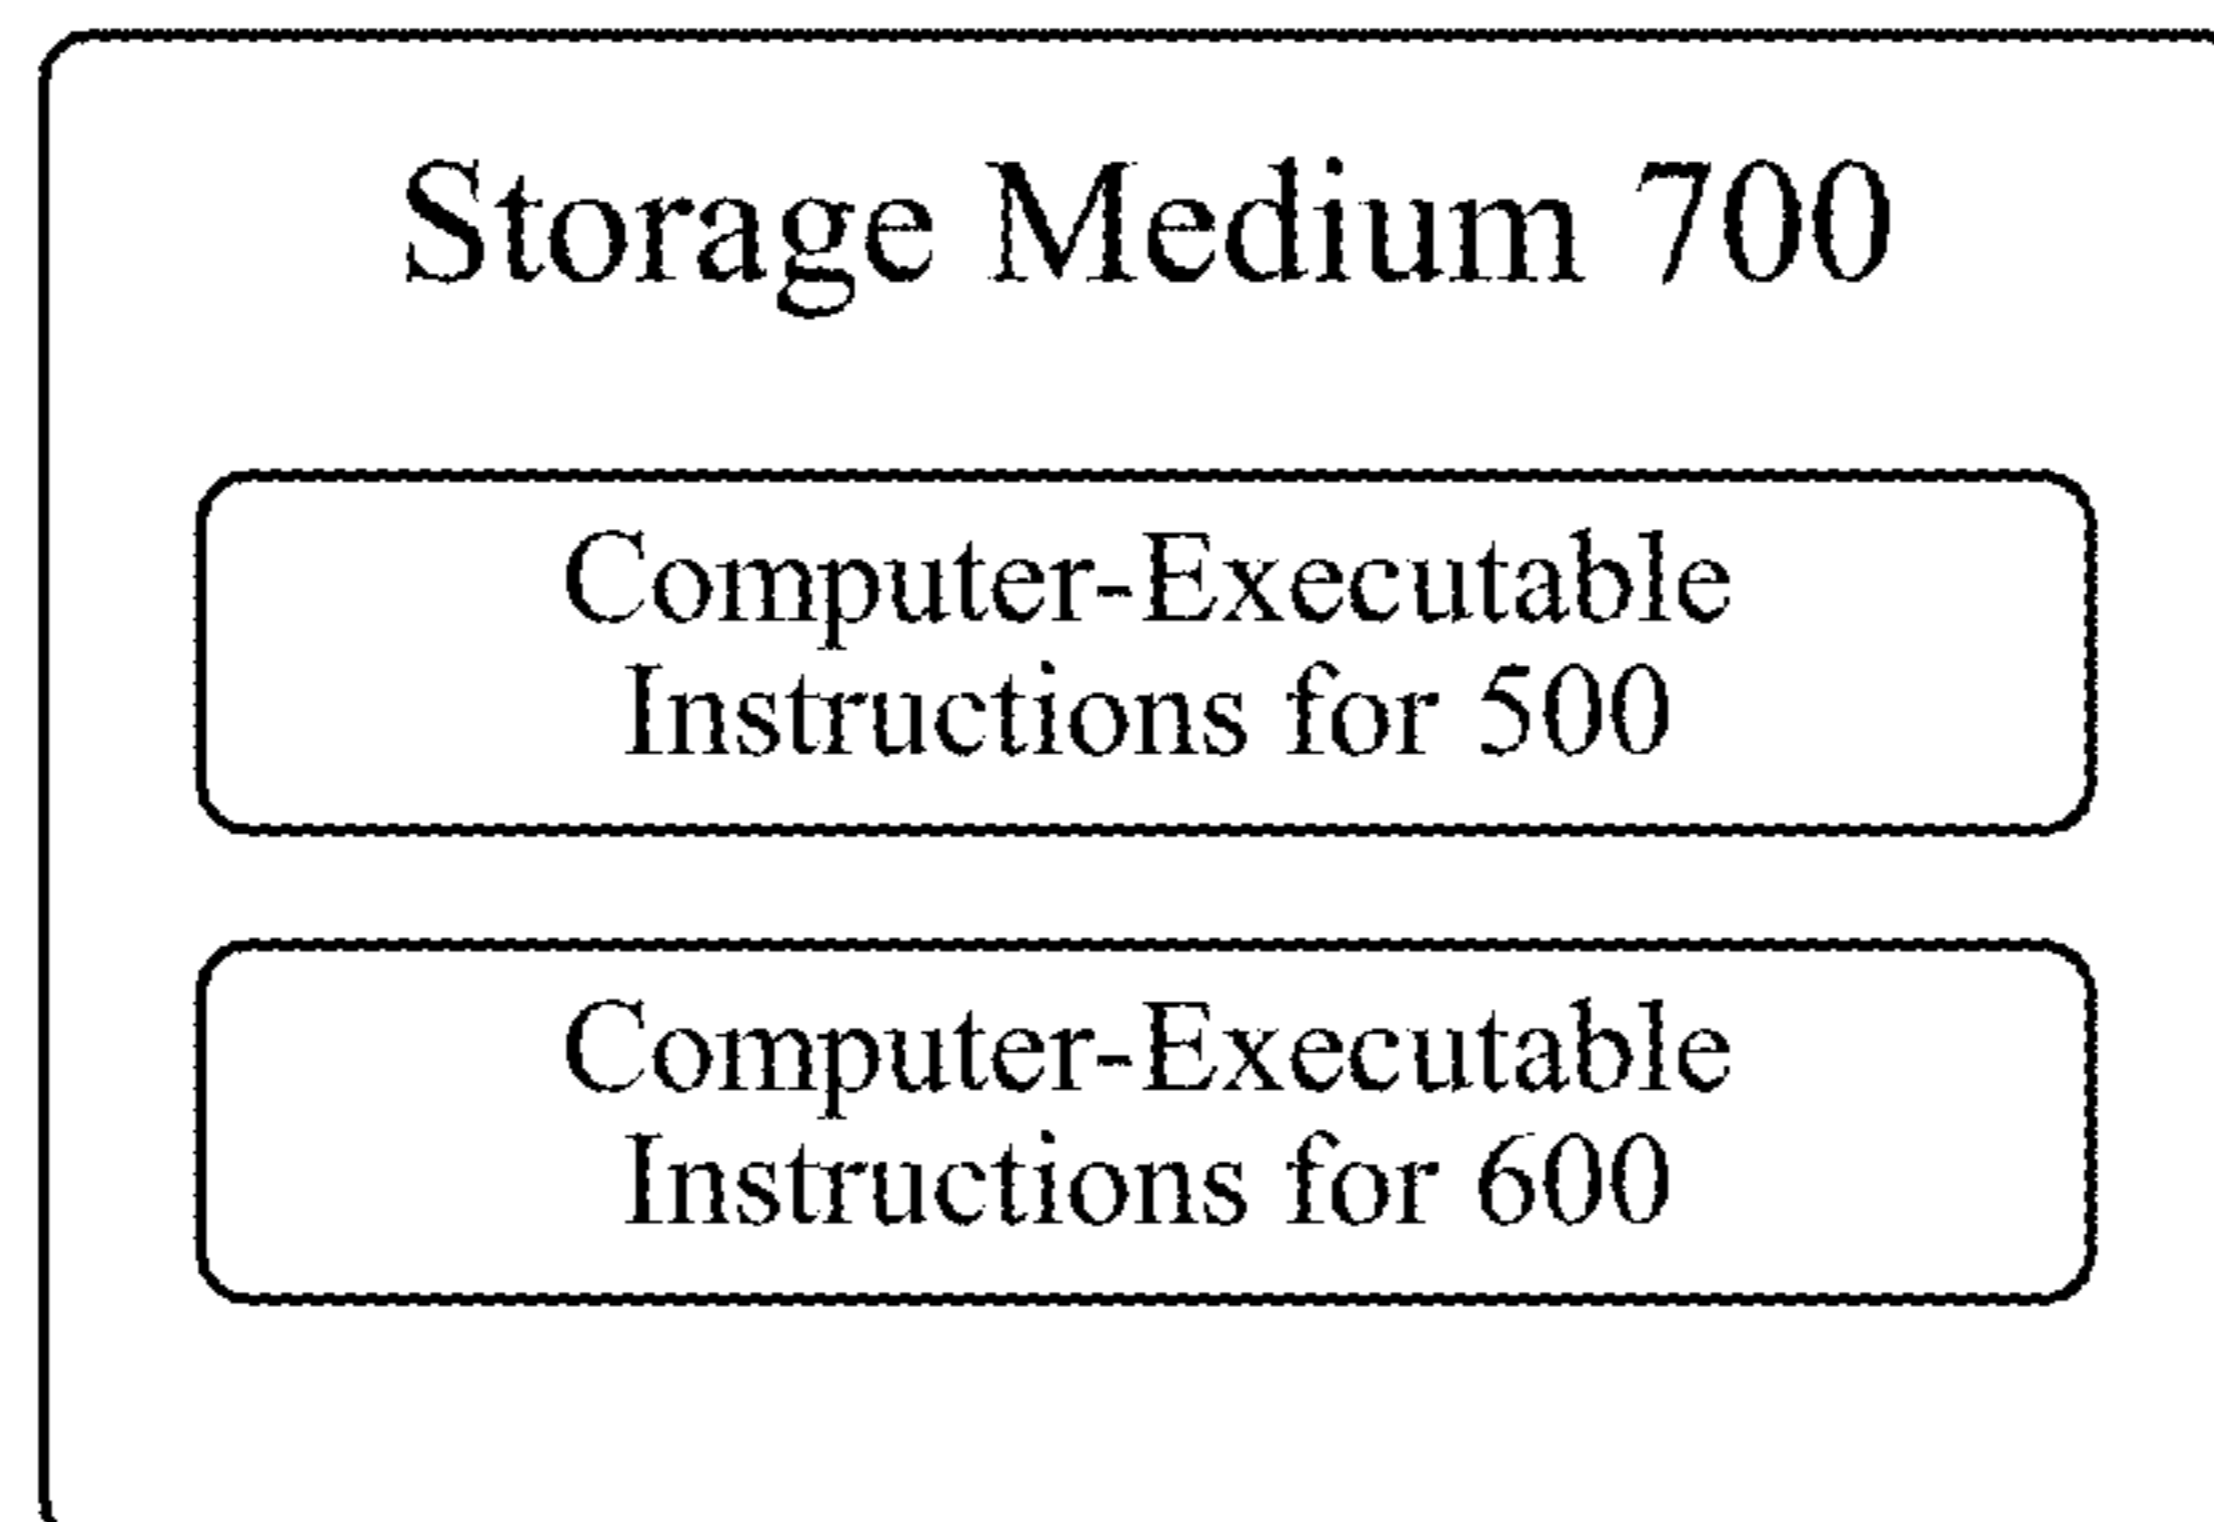 Storage Medium 700
Computer-Executable
Instructions for 500
Computer-Executable
Instructions for 600